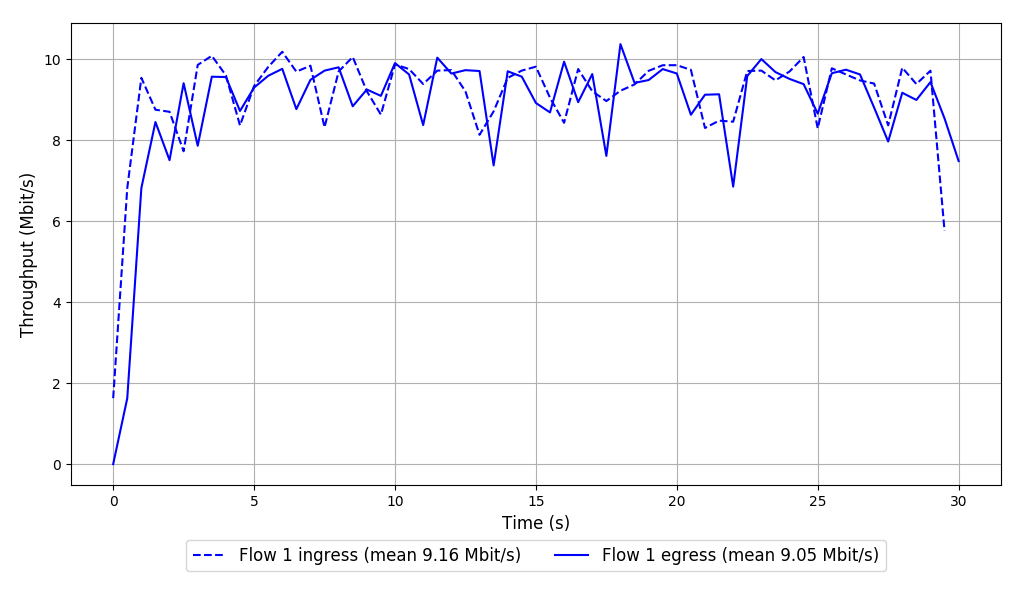 Throughput (Mbit/s)
10
8
6
4
2
0
0 5 10 15 20 25 30
Time (s)
Flow 1 ingress (mean 9.16 Mbit/s) Flow 1 egress (mean 9.05 Mbit/s)